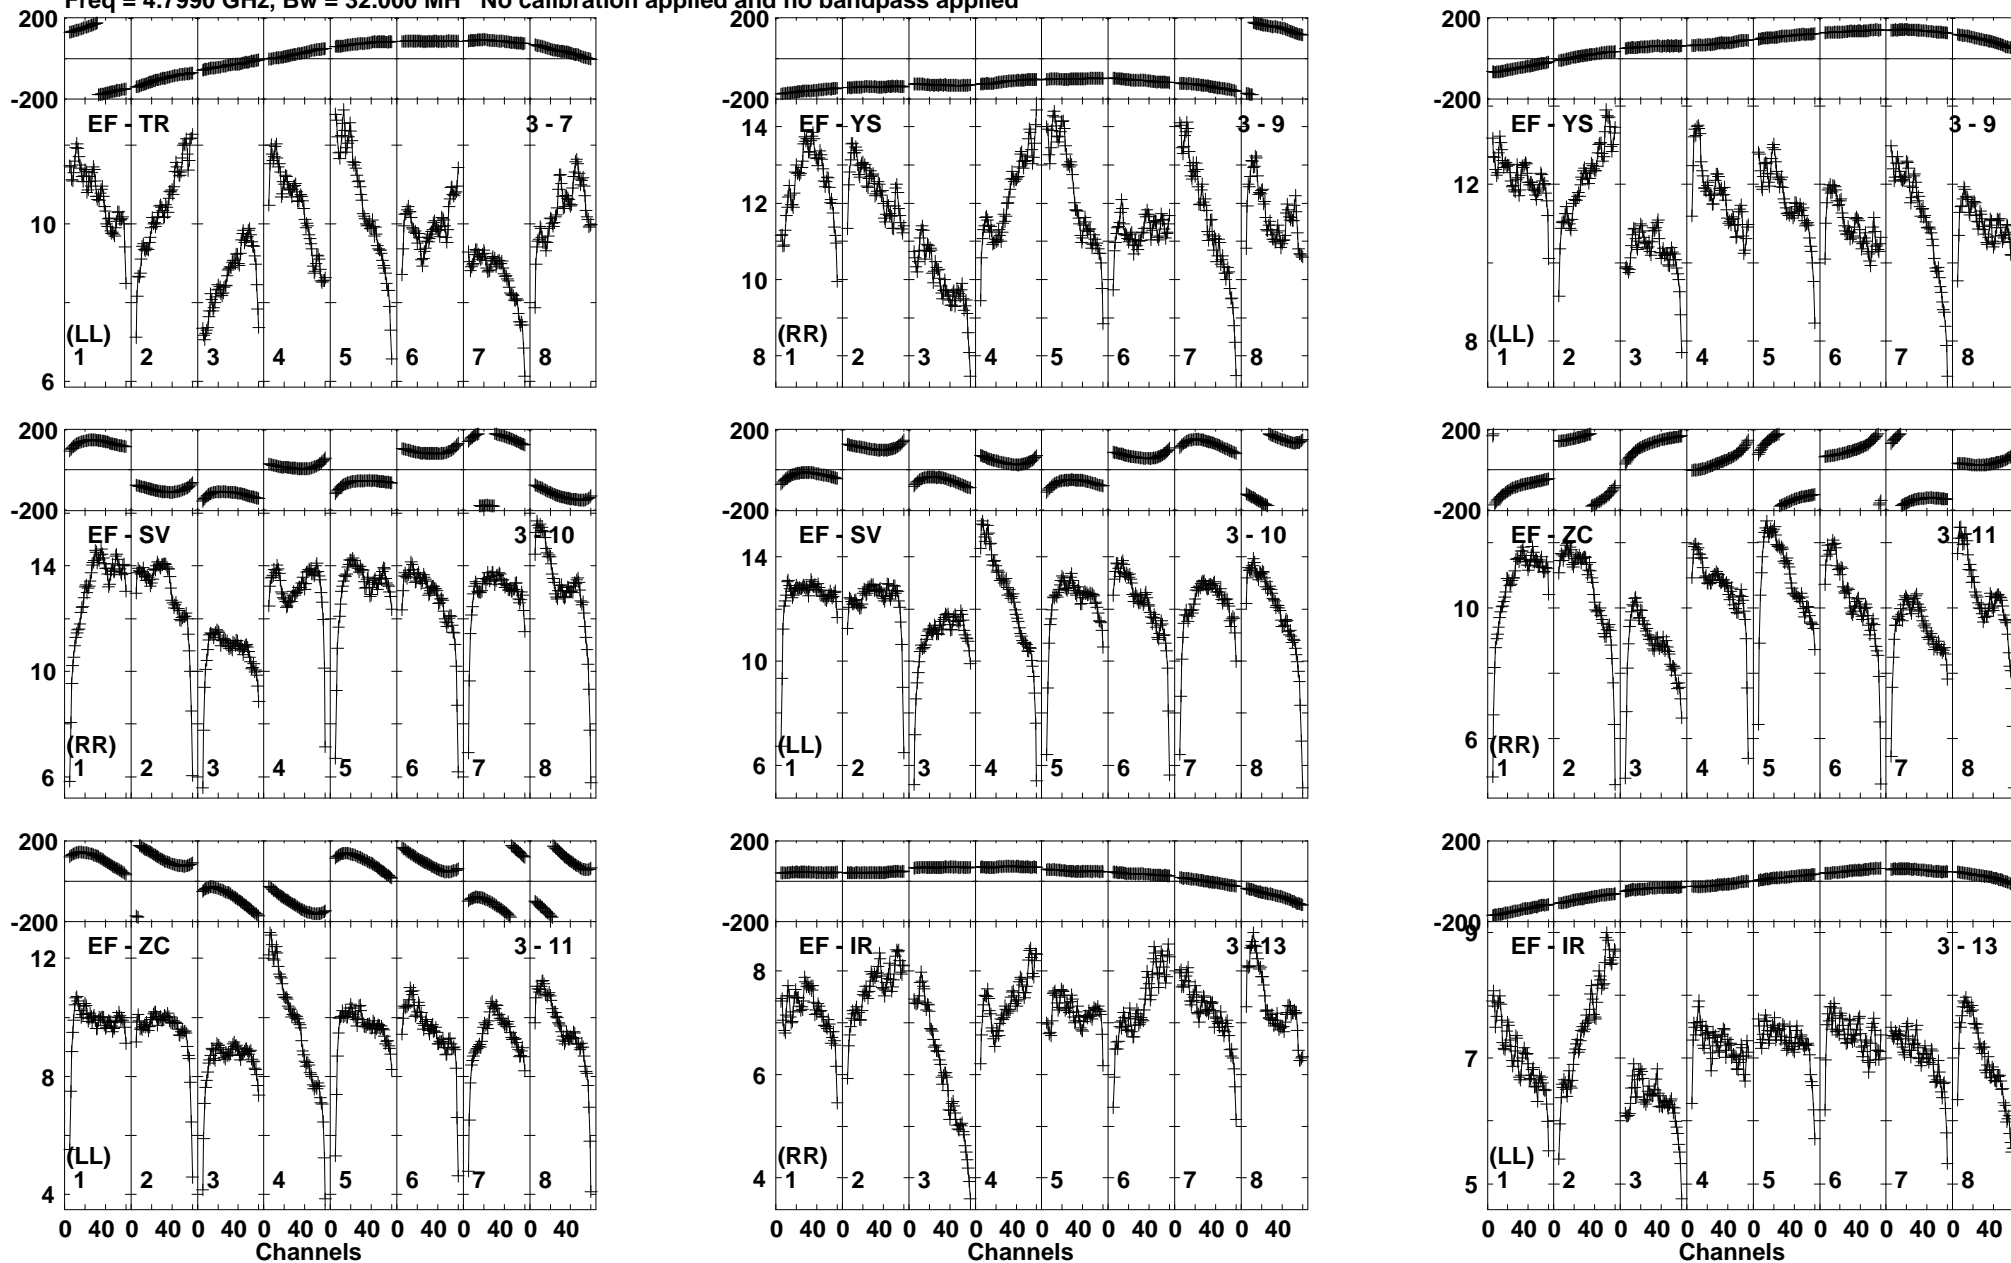 Freq = 4.7990 GHz, Bw = 32.000 MH No calibration applied and no bandpass applied
200 200 200
-200 -200 -200
EF - TR 3 - 7 EF - YS 3 - 9 EF - YS 3 - 9
14
12 12
10
10
8 8
6
(LL) (RR) (LL)
1 2 3 4 5 6 7 8 1 2 3 4 5 6 7 8 1 2 3 4 5 6 7 8
200 200 200
-200 -200 -200
EF - SV 3 - 10 EF - SV 3 - 10 EF - ZC 3 - 11
14 14
10 10 10
6 6 6
(RR) (LL) (RR)
1 2 3 4 5 6 7 8 1 2 3 4 5 6 7 8 1 2 3 4 5 6 7 8
200 200 200
-200 -200 -200
EF - ZC 3 - 11 EF - IR 3 - 13 EF - IR 3 - 13
12 8 9
8 6 7
4 4 5
(LL) (RR) (LL)
1 2 3 4 5 6 7 8 1 2 3 4 5 6 7 8 1 2 3 4 5 6 7 8
0 40 0 40 0 40 0 40 0 40 0 40 0 40 0 40 0 40 0 40 0 40 0 40 0 40 0 40 0 40 0 40 0 40 0 40 0 40 0 40 0 40 0 40 0 40 0 40
Channels Channels Channels